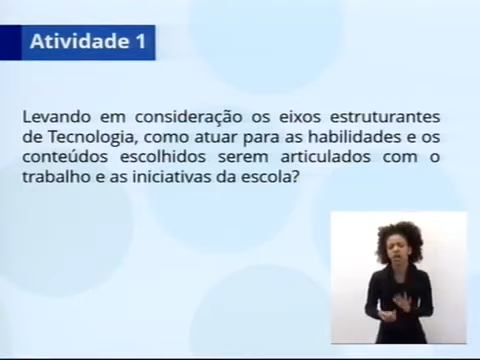 Atividade 1
Levando em consideração os eixos estruturantes
de Tecnologia, como atuar para as habilidades e os
conteúdos escolhidos serem articulados com o
trabalho e as iniciativas da escola?